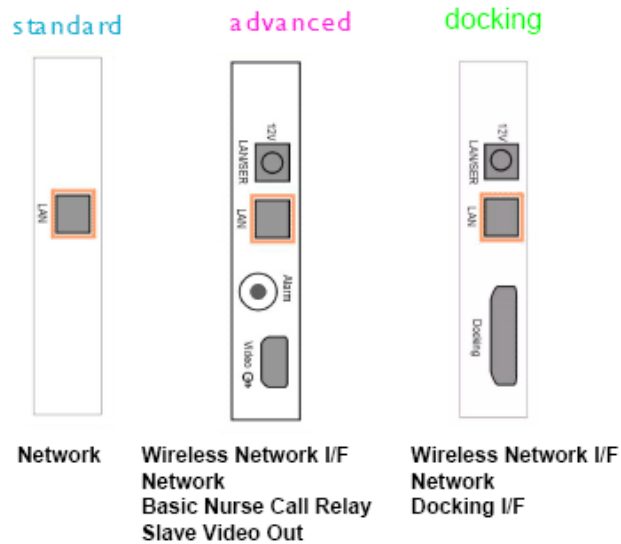 standard
advanced
docking
LAN
12V
LAN/SER
LAN
Alarm
Video
12V
LAN/SER
LAN
Docking
Network
Wireless Network I/F
Network
Basic Nurse Call Relay
Slave Video Out
Wireless Network I/F
Network
Docking I/F